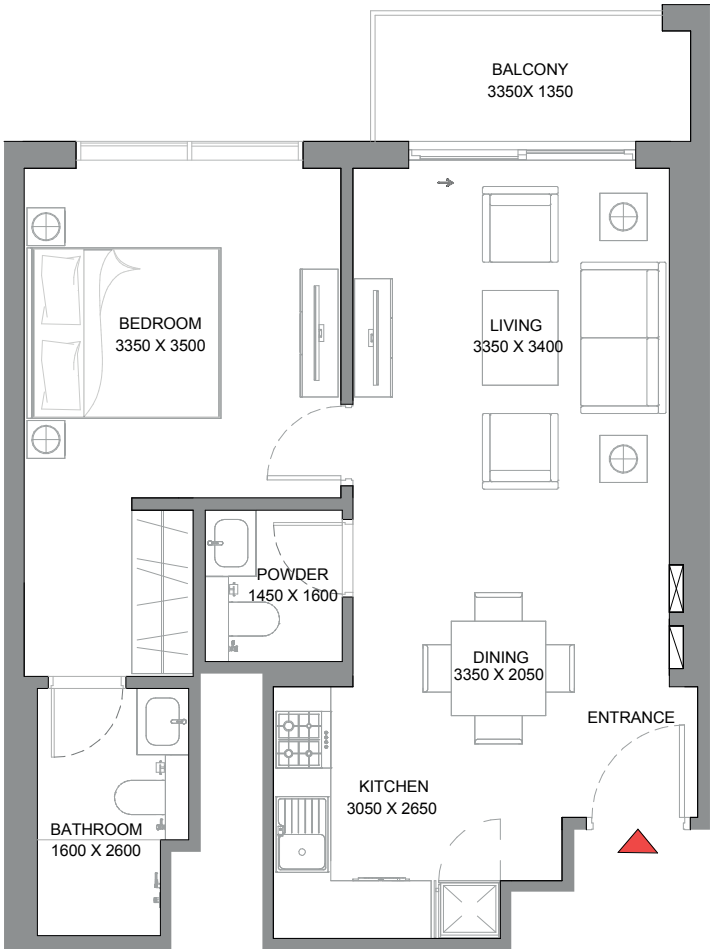 BALCONY
3350X 1350
BEDROOM
3350 X 3500
LIVING
3350 X 3400
POWDER
1450 X 1600
DINING
3350 X 2050
ENTRANCE
KITCHEN
3050 X 2650
BATHROOM
1600 X 2600